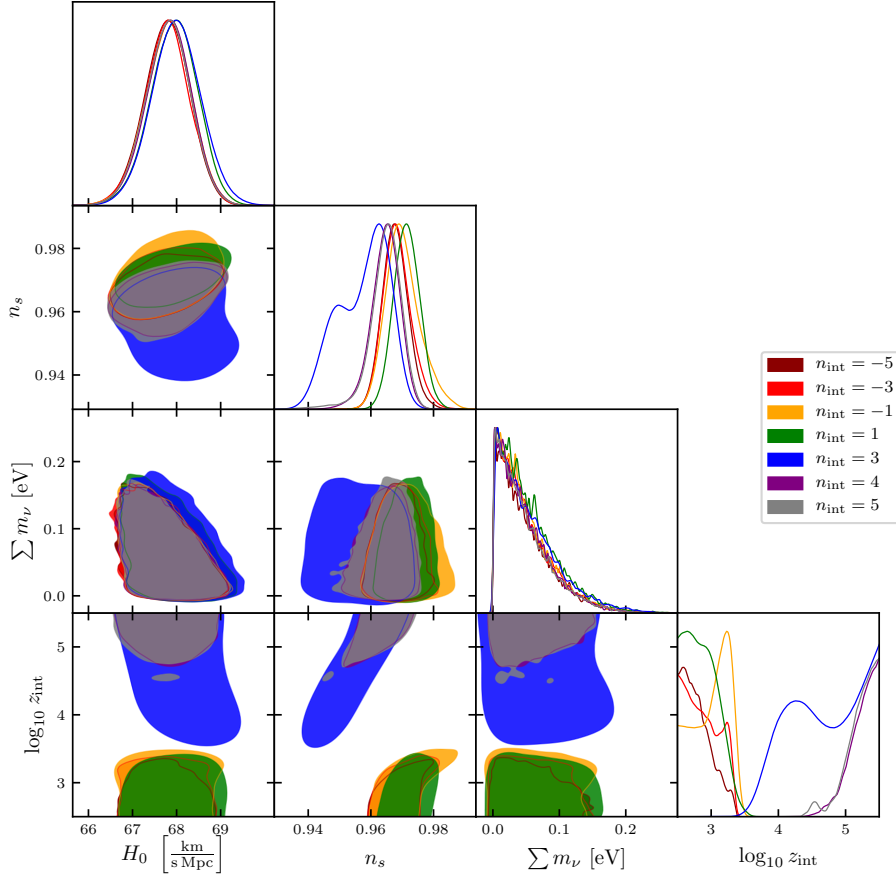 0.98
0.96
0.94
n_s
n_int = −5
n_int = −3
n_int = −1
n_int = 1
n_int = 3
n_int = 4
n_int = 5
0.2
0.1
0.0
∑ m_ν [eV]
5
4
3
log₁₀ z_int
66 67 68 69
0.94 0.96 0.98
0.0 0.1 0.2
3 4 5
H₀ [km / s Mpc]
n_s
∑ m_ν [eV]
log₁₀ z_int